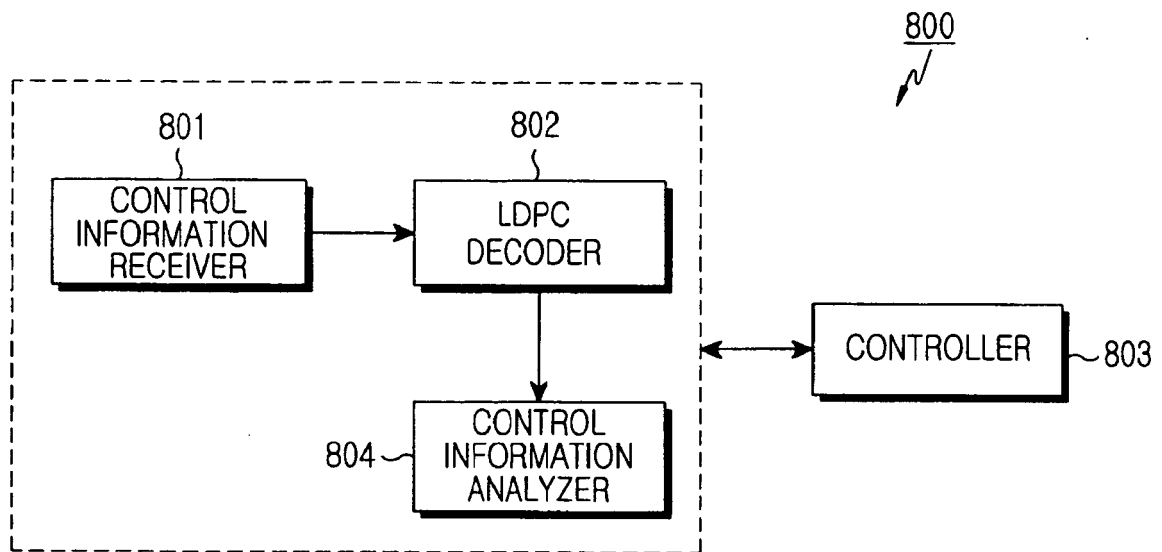 800
801
802
CONTROL
INFORMATION
RECEIVER
LDPC
DECODER
CONTROLLER
803
804
CONTROL
INFORMATION
ANALYZER